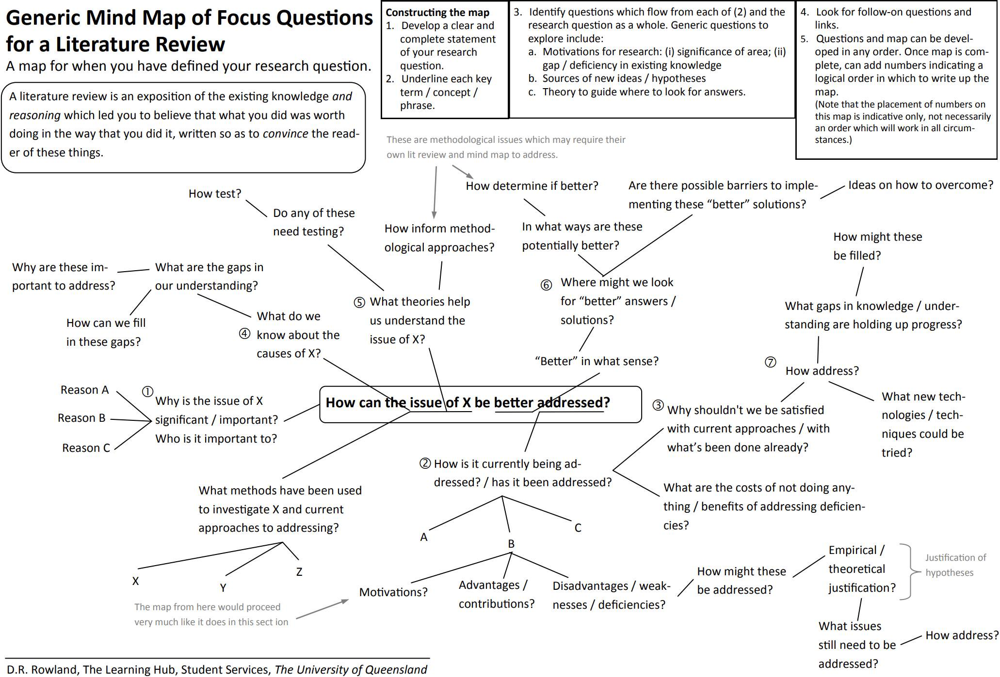 Generic Mind Map of Focus Questions
for a Literature Review
A map for when you have defined your research question.
A literature review is an exposition of the existing knowledge and
reasoning which led you to believe that what you did was worth
doing in the way that you did it, written so as to convince the read-
er of these things.
Constructing the map
1. Develop a clear and
complete statement
of your research
question.
2. Underline each key
term / concept /
phrase.
3. Identify questions which flow from each of (2) and the
research question as a whole. Generic questions to
explore include:
a. Motivations for research: (i) significance of area; (ii)
gap / deficiency in existing knowledge
b. Sources of new ideas / hypotheses
c. Theory to guide where to look for answers.
4. Look for follow-on questions and
links.
5. Questions and map can be devel-
oped in any order. Once map is com-
plete, can add numbers indicating a
logical order in which to write up the
map.
(Note that the placement of numbers on
this map is indicative only, not necessarily
an order which will work in all circum-
stances.)
These are methodological issues which may require their
own lit review and mind map to address.
How test?
Do any of these
need testing?
How inform method-
ological approaches?
How determine if better?
In what ways are these
potentially better?
Are there possible barriers to imple-
menting these “better” solutions?
Ideas on how to overcome?
How might these
be filled?
Why are these im-
portant to address?
What are the gaps in
our understanding?
How can we fill
in these gaps?
④ What do we
know about the
causes of X?
⑤ What theories help
us understand the
issue of X?
⑥ Where might we look
for “better” answers /
solutions?
“Better” in what sense?
What gaps in knowledge / under-
standing are holding up progress?
⑦ How address?
What new tech-
nologies / tech-
niques could be
tried?
Reason A
Reason B
Reason C
① Why is the issue of X
significant / important?
Who is it important to?
How can the issue of X be better addressed?
③ Why shouldn't we be satisfied
with current approaches / with
what’s been done already?
② How is it currently being ad-
dressed? / has it been addressed?
What are the costs of not doing any-
thing / benefits of addressing deficien-
cies?
What methods have been used
to investigate X and current
approaches to addressing?
X
Y
Z
A
B
C
The map from here would proceed
very much like it does in this sect ion
Motivations?
Advantages /
contributions?
Disadvantages / weak-
nesses / deficiencies?
How might these
be addressed?
Empirical /
theoretical
justification?
Justification of
hypotheses
What issues
still need to be
addressed?
How address?
D.R. Rowland, The Learning Hub, Student Services, The University of Queensland